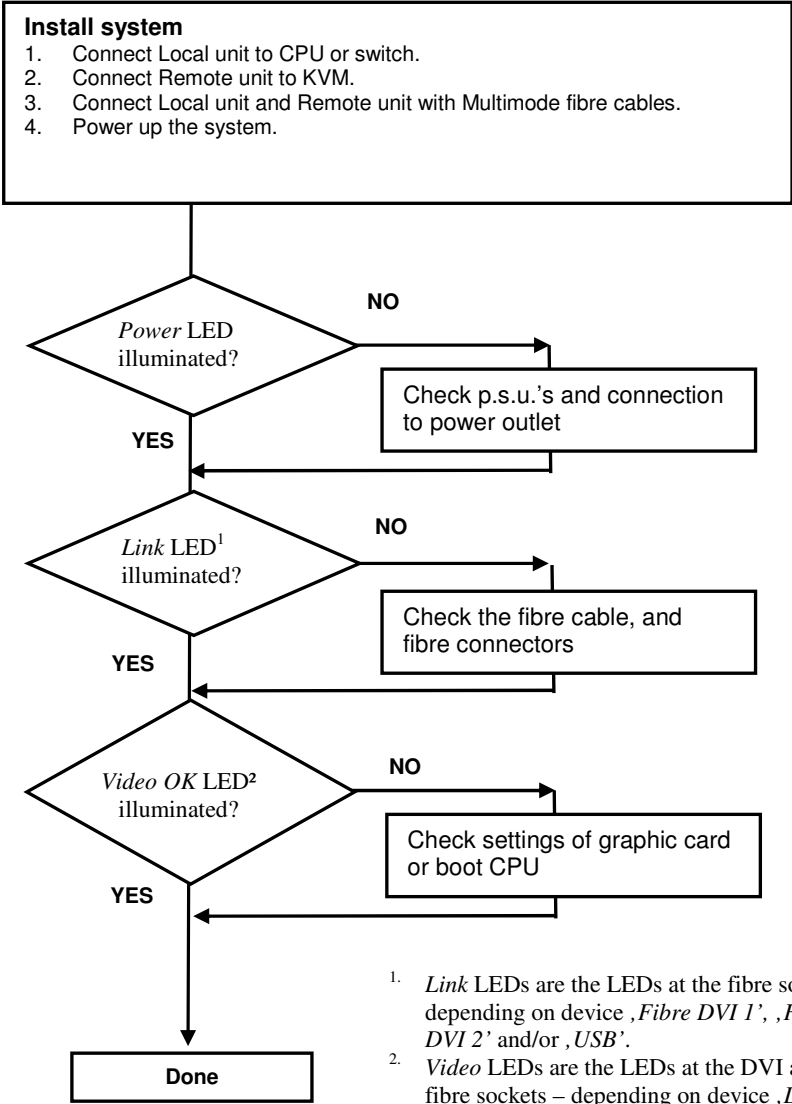 Install system
1. Connect Local unit to CPU or switch.
2. Connect Remote unit to KVM.
3. Connect Local unit and Remote unit with Multimode fibre cables.
4. Power up the system.
Power LED
illuminated?
NO
Check p.s.u.'s and connection
to power outlet
YES
Link LED¹
illuminated?
NO
Check the fibre cable, and
fibre connectors
YES
Video OK LED²
illuminated?
NO
Check settings of graphic card
or boot CPU
YES
Done
1. Link LEDs are the LEDs at the fibre
depending on device ‚Fibre DVI 1’, ‚
DVI 2’ and/or ‚USB’.
2. Video LEDs are the LEDs at the DVI
fibre sockets – depending on device ‚